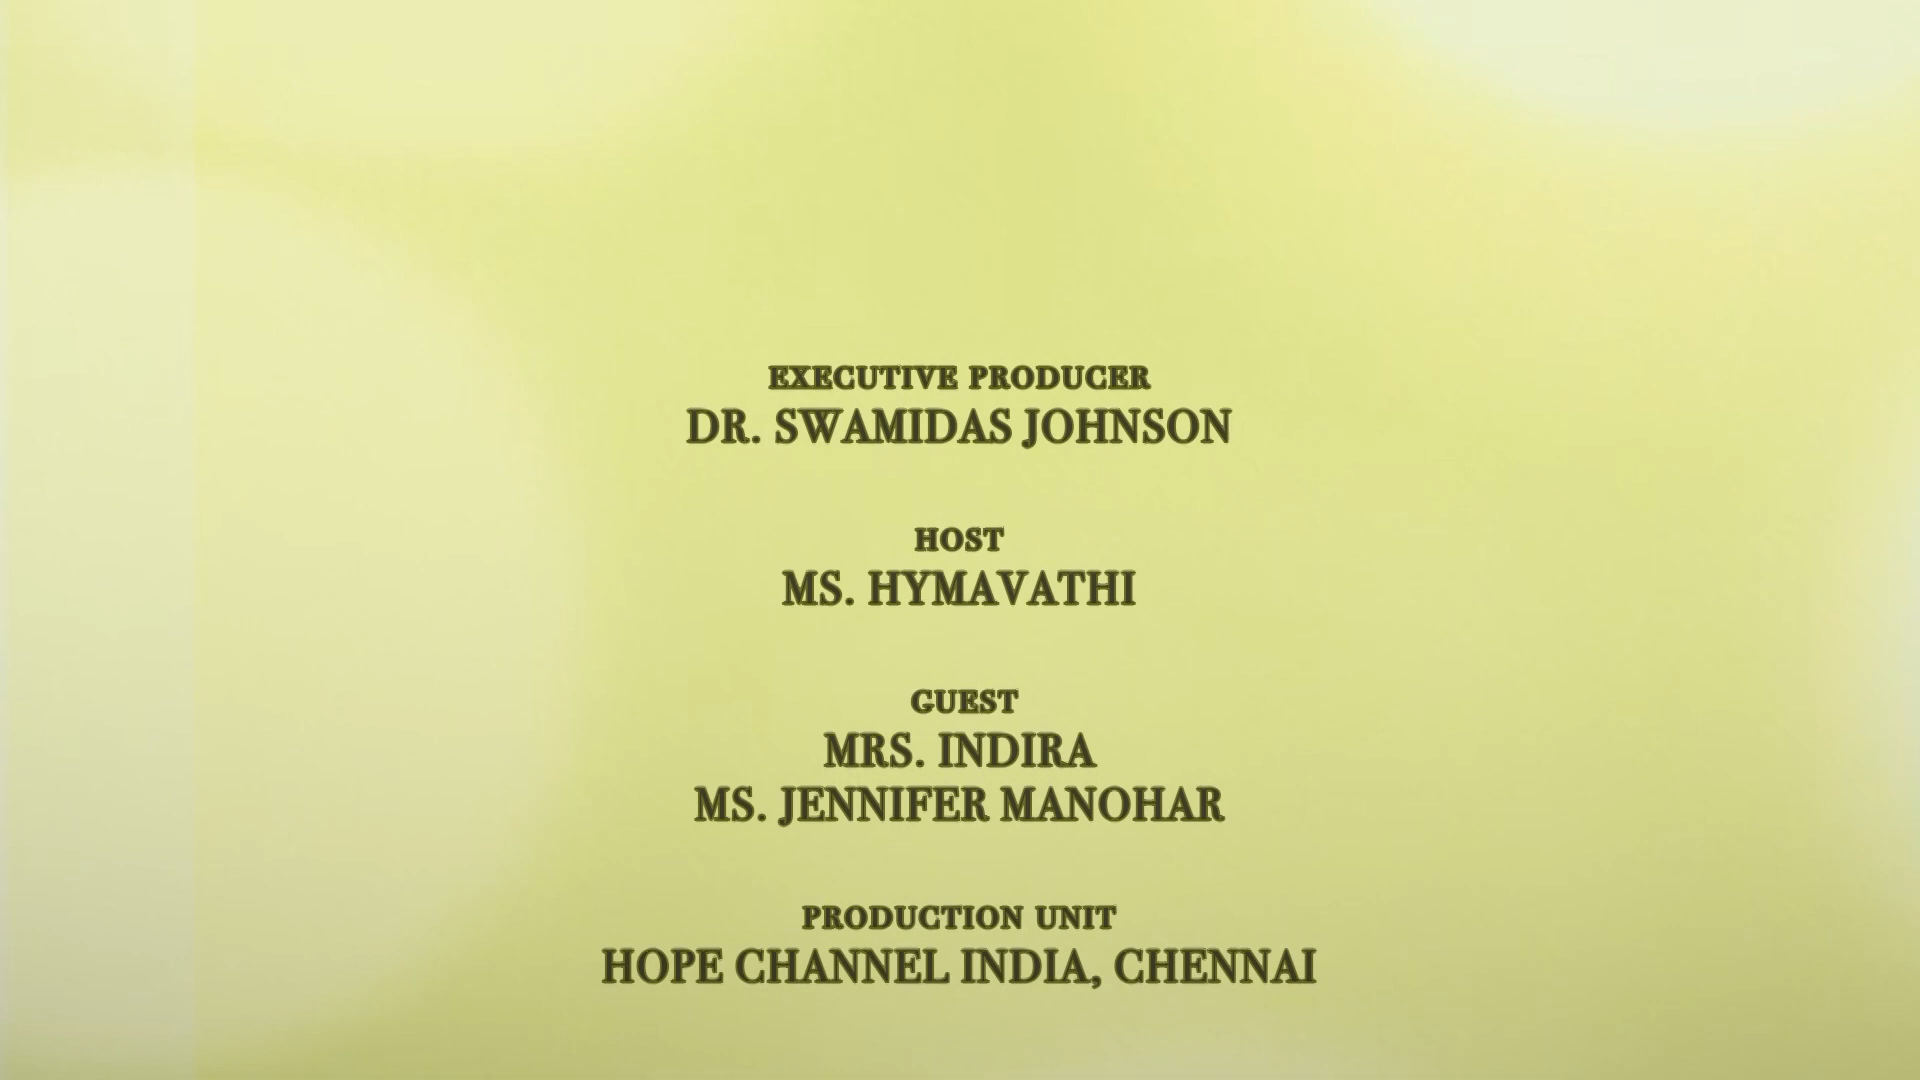 EXECUTIVE PRODUCER
DR. SWAMIDAS JOHNSON
HOST
MS. HYMAVATHI
GUEST
MRS. INDIRA
MS. JENNIFER MANOHAR
PRODUCTION UNIT
HOPE CHANNEL INDIA, CHENNAI